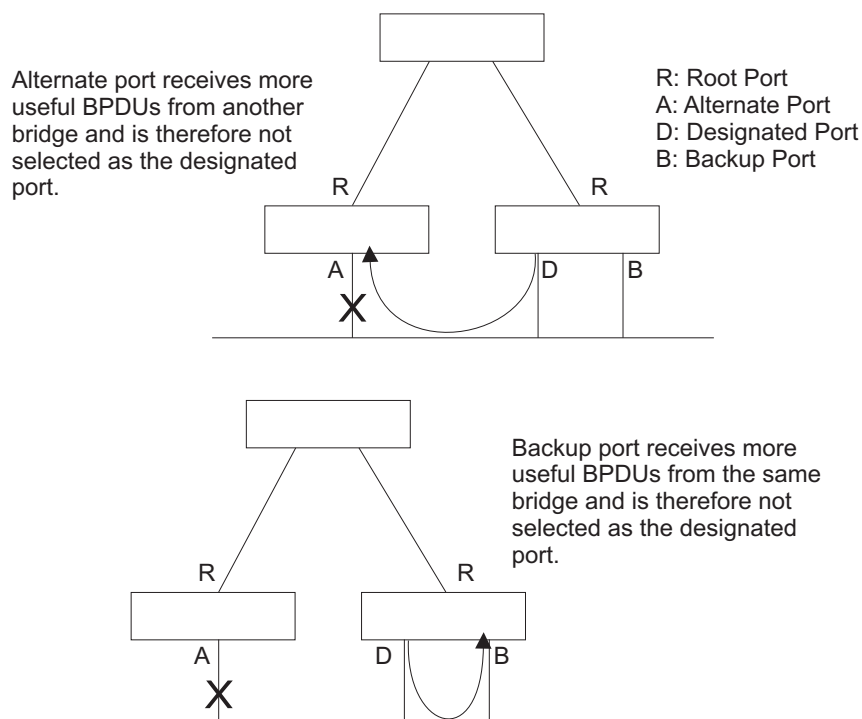 Alternate port receives more
useful BPDUs from another
bridge and is therefore not
selected as the designated
port.
R: Root Port
A: Alternate Port
D: Designated Port
B: Backup Port
R
R
A
D
B
X
Backup port receives more
useful BPDUs from the same
bridge and is therefore not
selected as the designated
port.
R
R
A
D
B
X